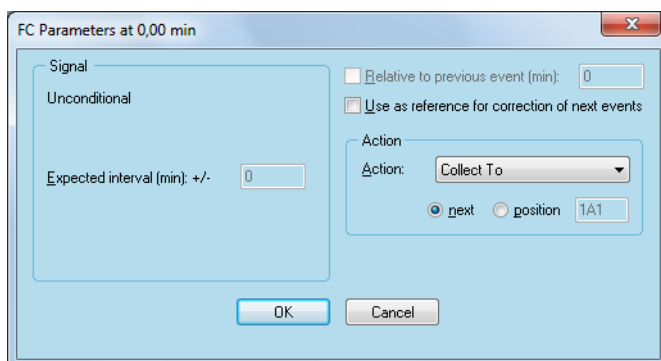 FC Parameters at 0,00 min
Signal
Unconditional
Expected interval (min): +/- 0
Relative to previous event (min): 0
Use as reference for correction of next events
Action
Action: Collect To
next position 1A1
OK Cancel